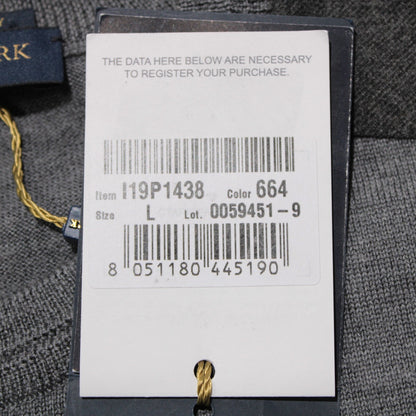 RK
THE DATA HERE BELOW ARE NECESSARY
TO REGISTER YOUR PURCHASE.
Item I19P1438 Color 664
Size L Lot. 0059451-9
8 051180 445190